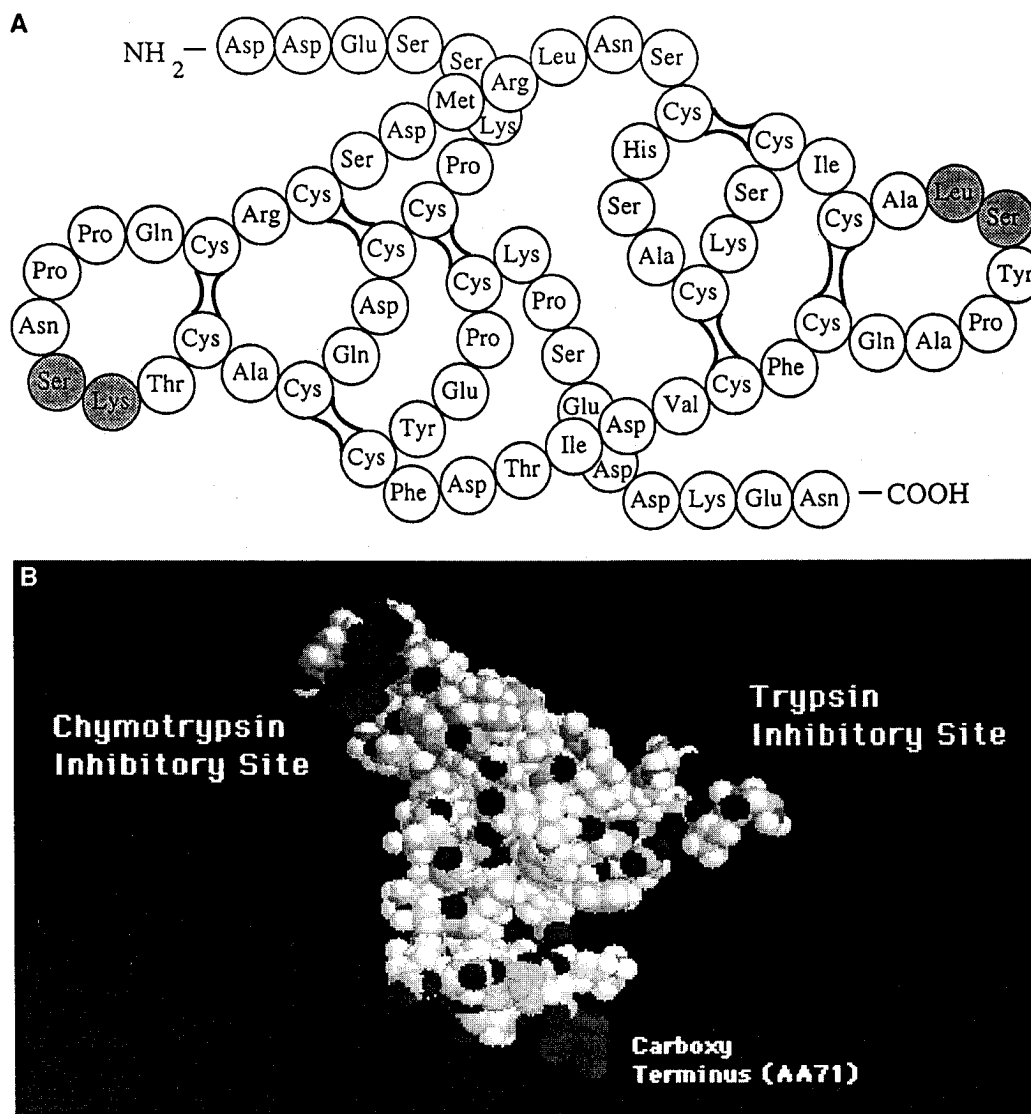 A
NH2 – Asp Asp Glu Ser Ser Lys Pro Cys Cys Asp Gln Cys Ala Cys Thr Lys Ser Asn Pro Pro Gln Cys Arg Cys Ser Asp Met Arg Leu Asn Ser Cys His Ser Ala Cys Lys Ser Cys Ile Cys Ala Leu Ser Tyr Pro Ala Gln Cys Phe Cys Val Asp Ile Thr Asp Phe Cys Tyr Glu Pro Cys Lys Pro Ser Glu Asp Asp Lys Glu Asn –COOH
B
Chymotrypsin
Inhibitory Site
Trypsin
Inhibitory Site
Carboxy
Terminus (AA71)